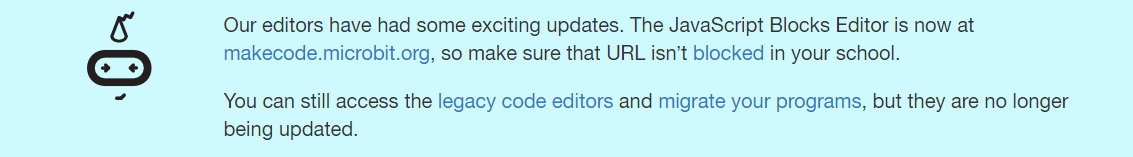 Our editors have had some exciting updates. The JavaScript Blocks Editor is now at
makecode.microbit.org, so make sure that URL isn’t blocked in your school.
You can still access the legacy code editors and migrate your programs, but they are no longer
being updated.